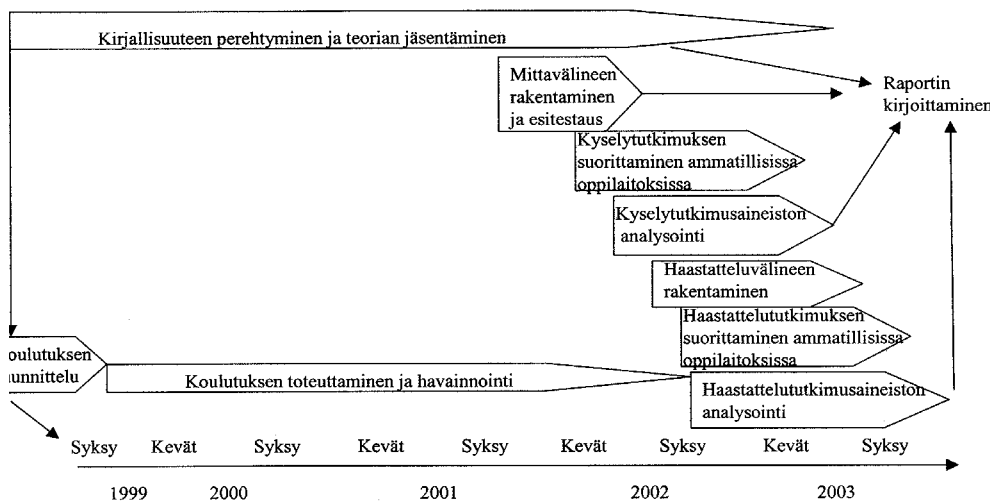 Kirjallisuuteen perehtyminen ja teorian jäsentäminen
Mittavälineen
rakentaminen
ja esitestaus
Raportin
kirjoittaminen
Kyselytutkimuksen
suorittaminen ammatillisissa
oppilaitoksissa
Kyselytutkimusaineiston
analysointi
Haastatteluvälineen
rakentaminen
Haastattelututkimuksen
suorittaminen ammatillisissa
oppilaitoksissa
oulutuksen
unnittelu
Koulutuksen toteuttaminen ja havainnointi
Haastattelututkimusaineiston
analysointi
Syksy Kevät Syksy Kevät Syksy Kevät Syksy Kevät Syksy
1999 2000 2001 2002 2003